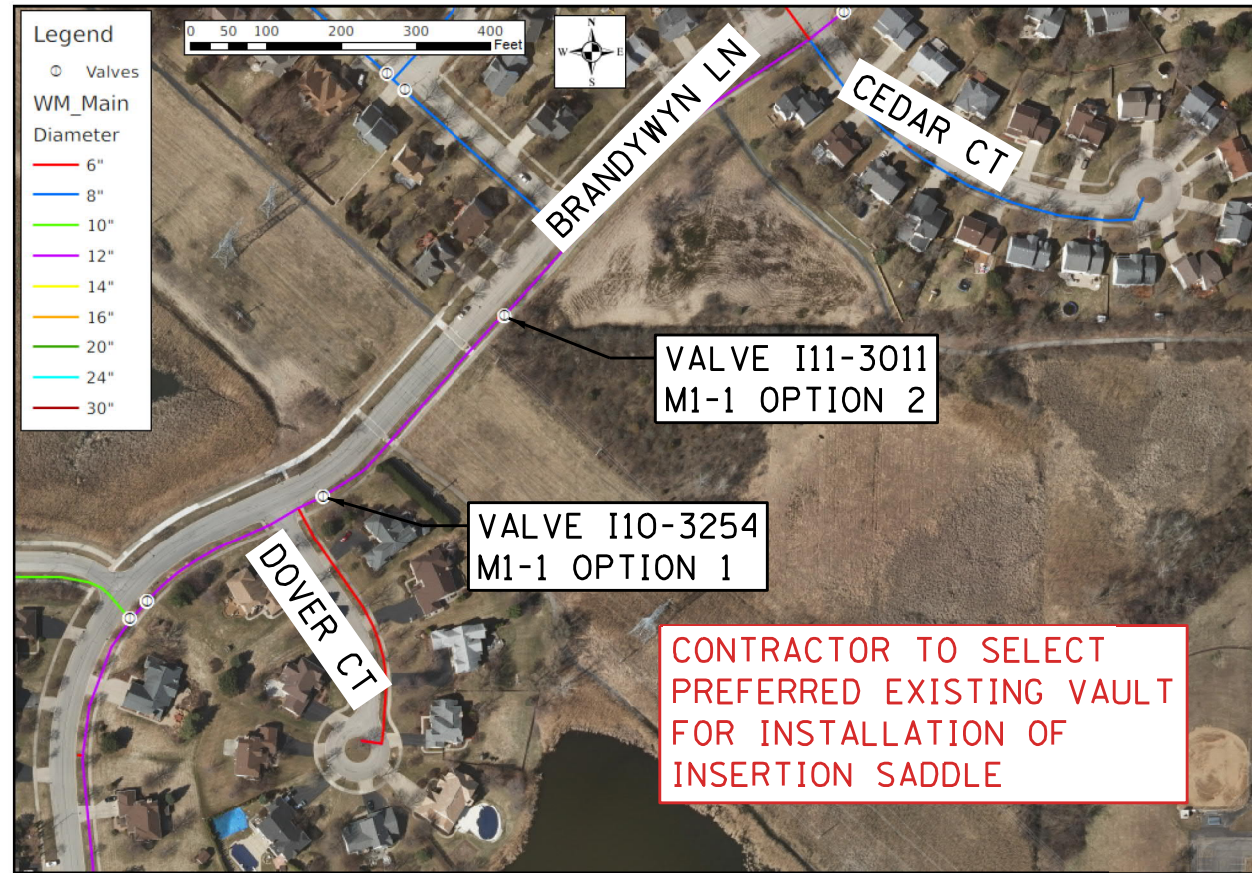 Legend
Valves
WM_Main
Diameter
6"
8"
10"
12"
14"
16"
20"
24"
30"
0 50 100 200 300 400
Feet
N
W E
S
BRANDYWYN LN
CEDAR CT
VALVE I11-3011
M1-1 OPTION 2
VALVE I10-3254
M1-1 OPTION 1
DOVER CT
CONTRACTOR TO SELECT
PREFERRED EXISTING VAULT
FOR INSTALLATION OF
INSERTION SADDLE